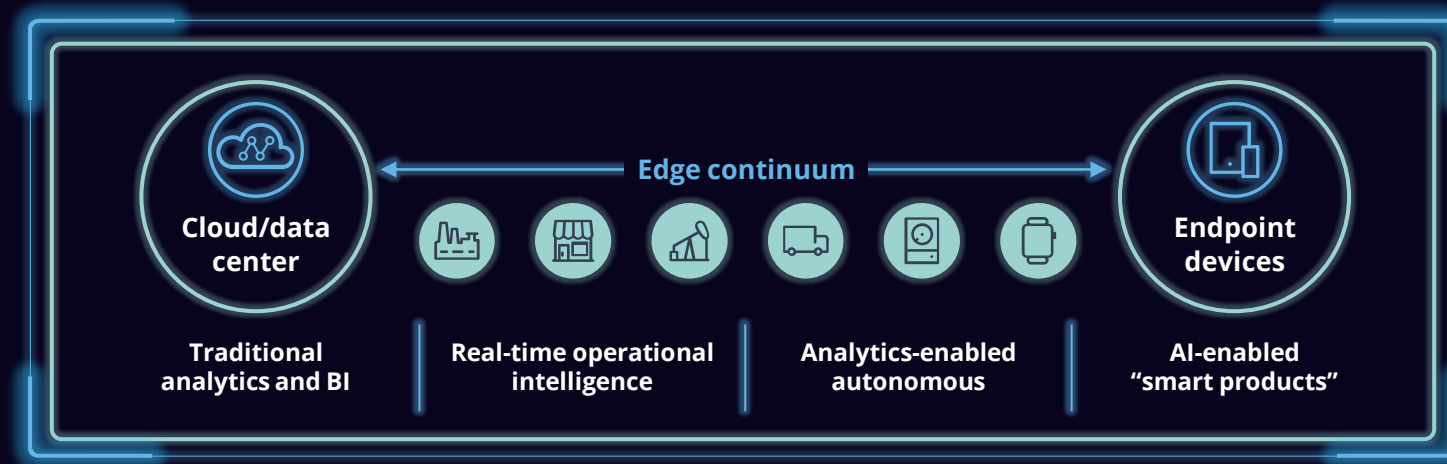 Edge continuum
Cloud/data
center
Endpoint
devices
Traditional
analytics and BI
Real-time operational
intelligence
Analytics-enabled
autonomous
AI-enabled
“smart products”